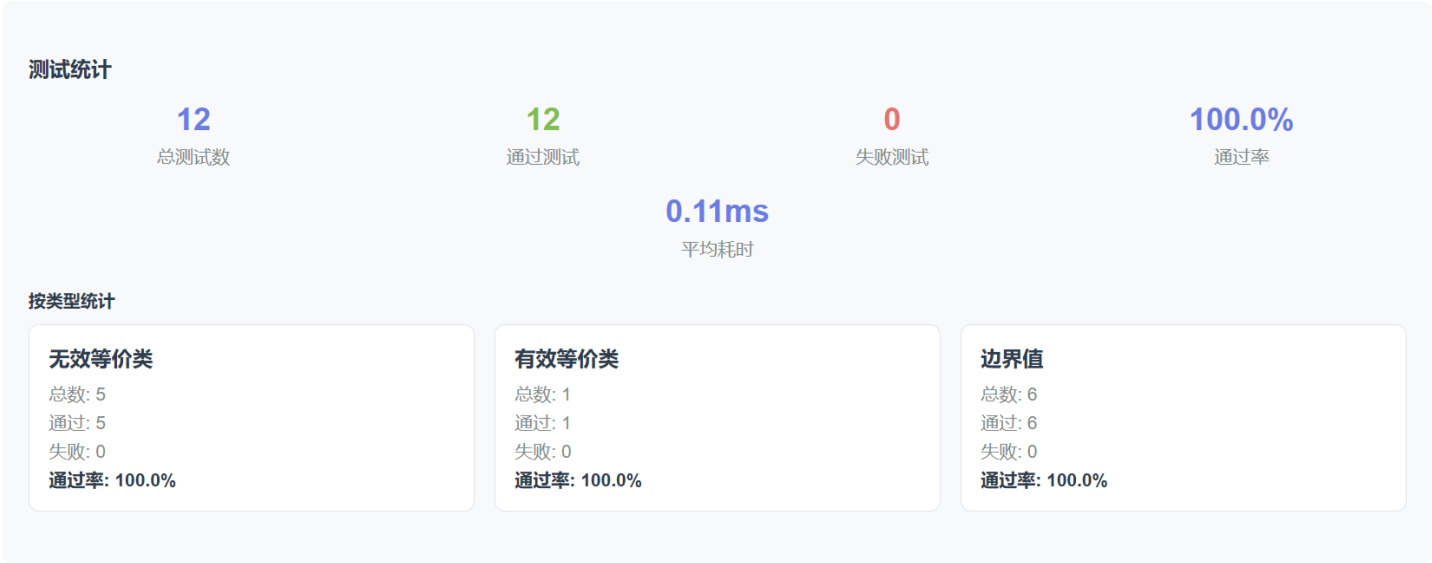 测试统计
12
总测试数
12
通过测试
0
失败测试
100.0%
通过率
0.11ms
平均耗时
按类型统计
无效等价类
总数: 5
通过: 5
失败: 0
通过率: 100.0%
有效等价类
总数: 1
通过: 1
失败: 0
通过率: 100.0%
边界值
总数: 6
通过: 6
失败: 0
通过率: 100.0%